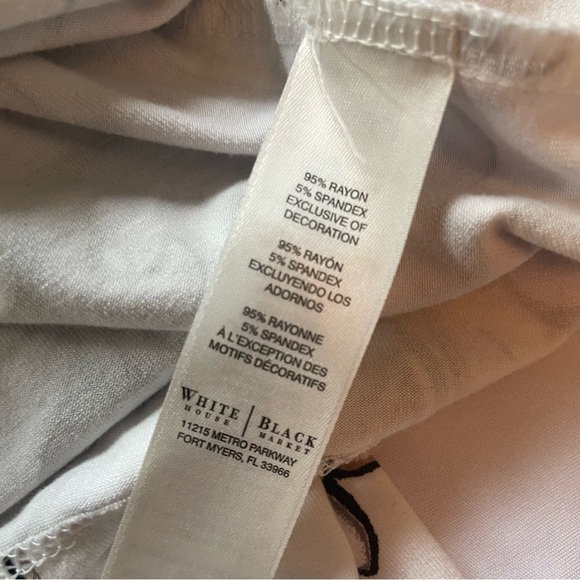 95% RAYON
5% SPANDEX
EXCLUSIVE OF
DECORATION
95% RAYÓN
5% SPANDEX
EXCLUYENDO LOS
ADORNOS
95% RAYONNE
5% SPANDEX
À L'EXCEPTION DES
MOTIFS DÉCORATIFS
WHITE | BLACK
HOUSE MARKET
11215 METRO PARKWAY
FORT MYERS, FL 33966